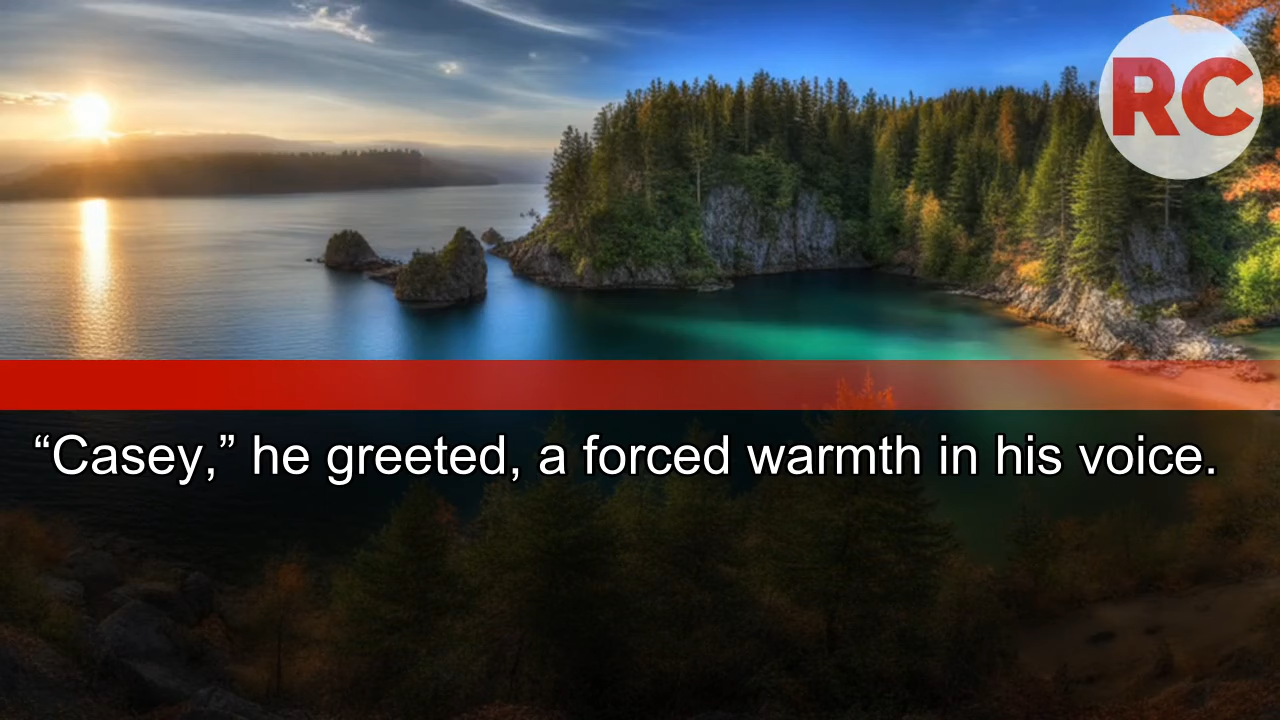 RC
“Casey,” he greeted, a forced warmth in his voice.